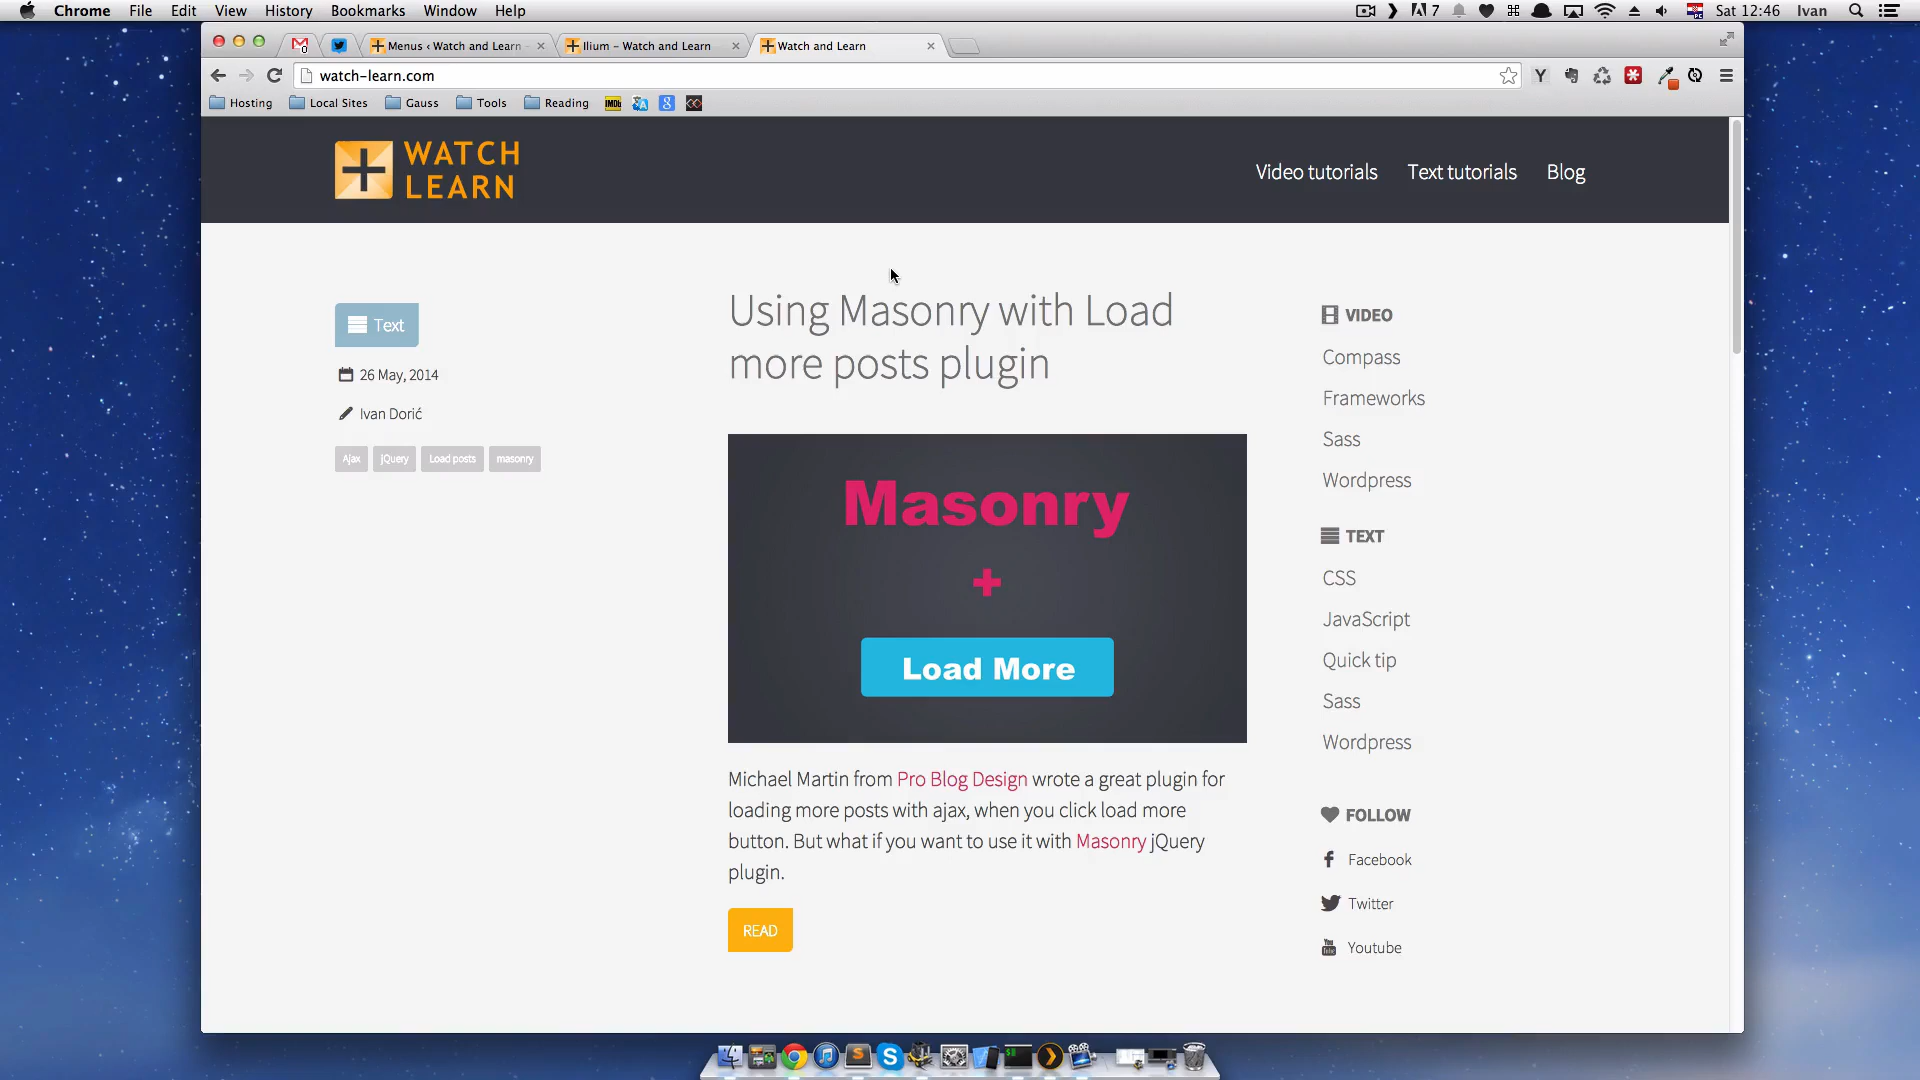 Chrome File Edit View History Bookmarks Window Help
7 Sat 12:46 Ivan
0 Menus ‹ Watch and Learn Ilium – Watch and Learn Watch and Learn
watch-learn.com
Y
Hosting Local Sites Gauss Tools Reading IMDb
WATCH
LEARN
Video tutorials Text tutorials Blog
Text
26 May, 2014
Ivan Dorić
Ajax jQuery Load posts masonry
Using Masonry with Load
more posts plugin
Masonry
+
Load More
Michael Martin from Pro Blog Design wrote a great plugin for
loading more posts with ajax, when you click load more
button. But what if you want to use it with Masonry jQuery
plugin.
READ
VIDEO
Compass
Frameworks
Sass
Wordpress
TEXT
CSS
JavaScript
Quick tip
Sass
Wordpress
FOLLOW
Facebook
Twitter
Youtube